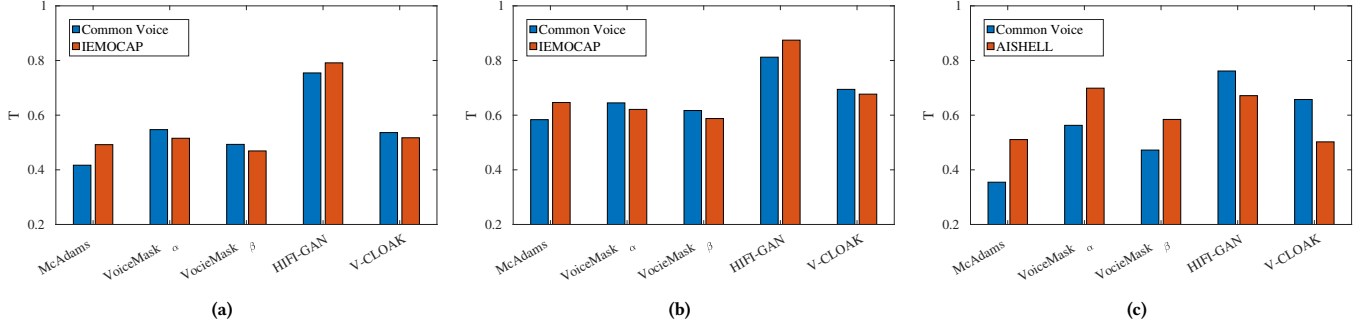 1
0.8
0.6
0.4
0.2
T
Common Voice
IEMOCAP
McAdams
VoiceMask α
VocieMask β
HIFI-GAN
V-CLOAK
(a)
1
0.8
0.6
0.4
0.2
T
Common Voice
IEMOCAP
McAdams
VoiceMask α
VocieMask β
HIFI-GAN
V-CLOAK
(b)
1
0.8
0.6
0.4
0.2
T
Common Voice
AISHELL
McAdams
VoiceMask α
VocieMask β
HIFI-GAN
V-CLOAK
(c)